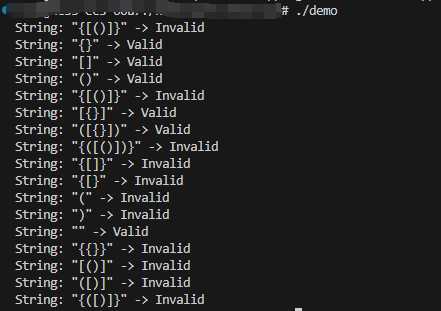 # ./demo
String: "{[()]}" -> Invalid
String: "{}" -> Valid
String: "[]" -> Valid
String: "()" -> Valid
String: "{[()]}" -> Invalid
String: "[{}]" -> Valid
String: "([{}])" -> Valid
String: "{([()])}" -> Invalid
String: "{[]}" -> Invalid
String: "{[}" -> Invalid
String: "(" -> Invalid
String: ")" -> Invalid
String: "" -> Valid
String: "{{}}" -> Invalid
String: "[()]" -> Invalid
String: "([)]" -> Invalid
String: "{([)]}" -> Invalid